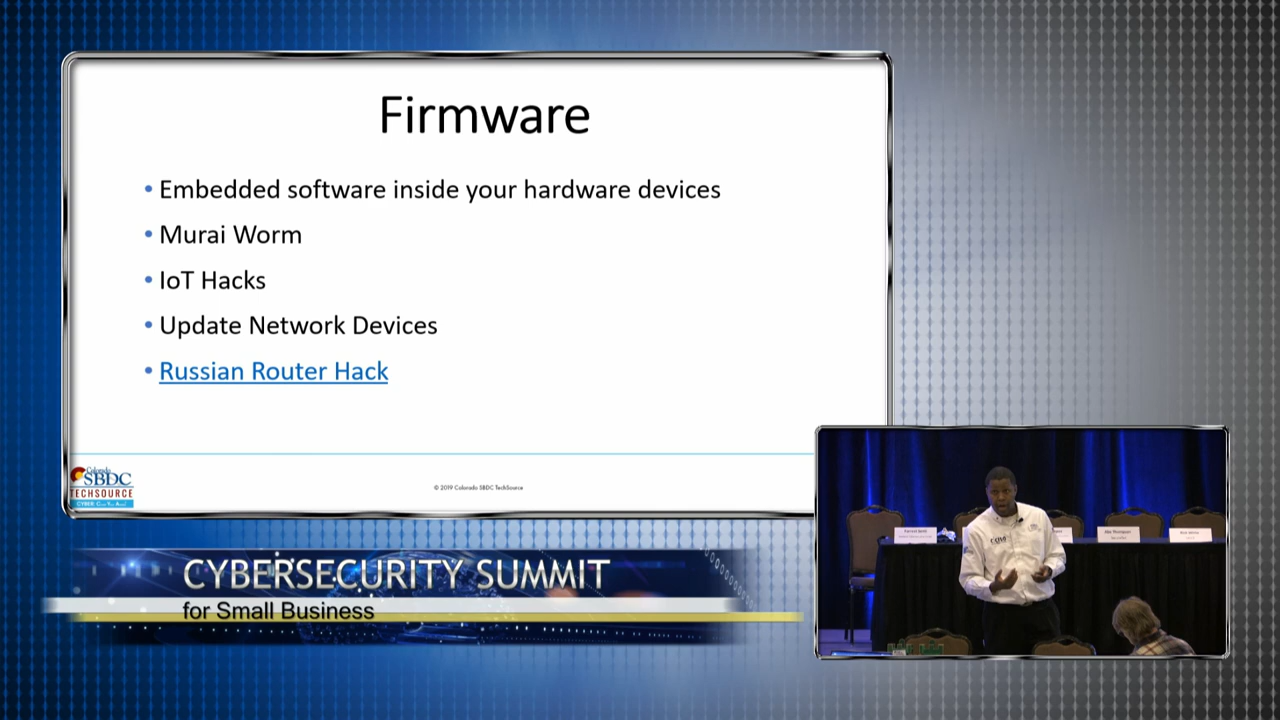 Firmware
• Embedded software inside your hardware devices
• Murai Worm
• IoT Hacks
• Update Network Devices
• Russian Router Hack
Colorado
SBDC
TECHSOURCE
© 2019 Colorado SBDC TechSource
CYBERSECURITY SUMMIT
for Small Business